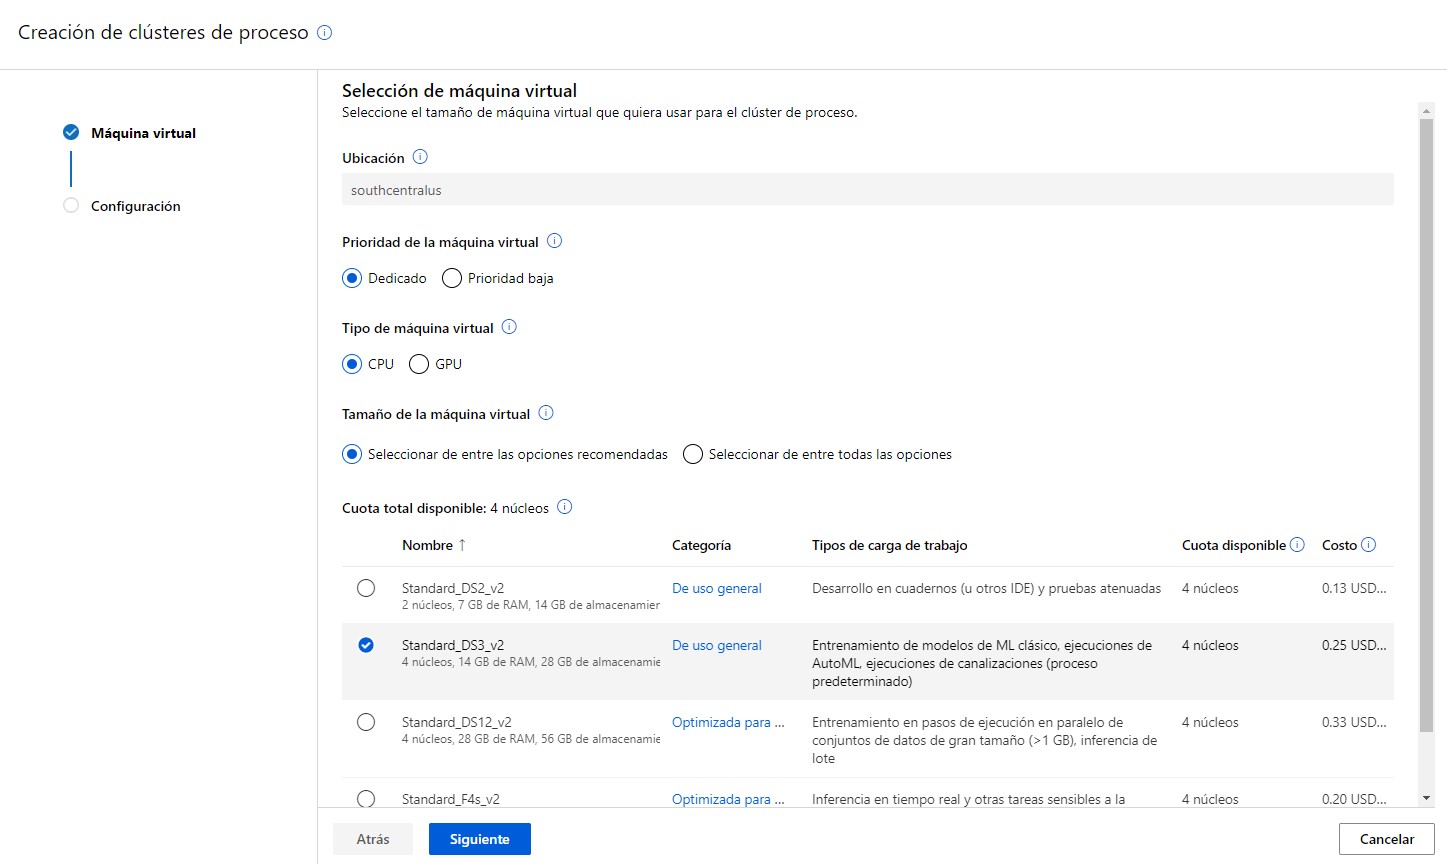 Creación de clústeres de proceso
Máquina virtual
Configuración
Selección de máquina virtual
Seleccione el tamaño de máquina virtual que quiera usar para el clúster de proceso.
Ubicación
southcentralus
Prioridad de la máquina virtual
Dedicado Prioridad baja
Tipo de máquina virtual
CPU GPU
Tamaño de la máquina virtual
Seleccionar de entre las opciones recomendadas Seleccionar de entre todas las opciones
Cuota total disponible: 4 núcleos
Nombre ↑ Categoría Tipos de carga de trabajo Cuota disponible Costo
Standard_DS2_v2 De uso general Desarrollo en cuadernos (u otros IDE) y pruebas atenuadas 4 núcleos 0.13 USD...
2 núcleos, 7 GB de RAM, 14 GB de almacenamier
Standard_DS3_v2 De uso general Entrenamiento de modelos de ML clásico, ejecuciones de 4 núcleos 0.25 USD...
4 núcleos, 14 GB de RAM, 28 GB de almacenamie AutoML, ejecuciones de canalizaciones (proceso
predeterminado)
Standard_DS12_v2 Optimizada para ... Entrenamiento en pasos de ejecución en paralelo de 4 núcleos 0.33 USD...
4 núcleos, 28 GB de RAM, 56 GB de almacenamie conjuntos de datos de gran tamaño (>1 GB), inferencia de
lote
Standard_F4s_v2 Optimizada para ... Inferencia en tiempo real y otras tareas sensibles a la 4 núcleos 0.20 USD...
Atrás Siguiente Cancelar